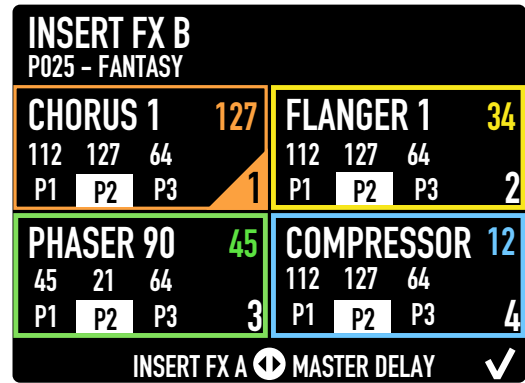 INSERT FX B
P025 - FANTASY
CHORUS 1 127
112 127 64
P1 P2 P3 1
FLANGER 1 34
112 127 64
P1 P2 P3 2
PHASER 90 45
45 21 64
P1 P2 P3 3
COMPRESSOR 12
112 127 64
P1 P2 P3 4
INSERT FX A MASTER DELAY